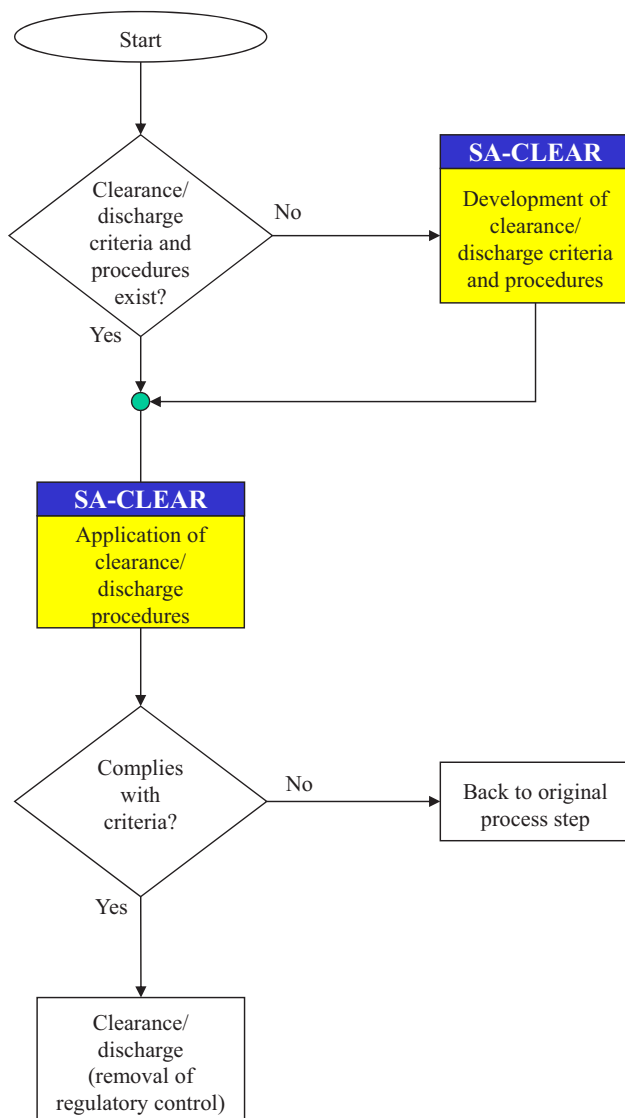 Start
Clearance/
discharge
criteria and
procedures
exist?
No
SA-CLEAR
Development of
clearance/
discharge criteria
and procedures
Yes
SA-CLEAR
Application of
clearance/
discharge
procedures
Complies
with
criteria?
No
Back to original
process step
Yes
Clearance/
discharge
(removal of
regulatory control)